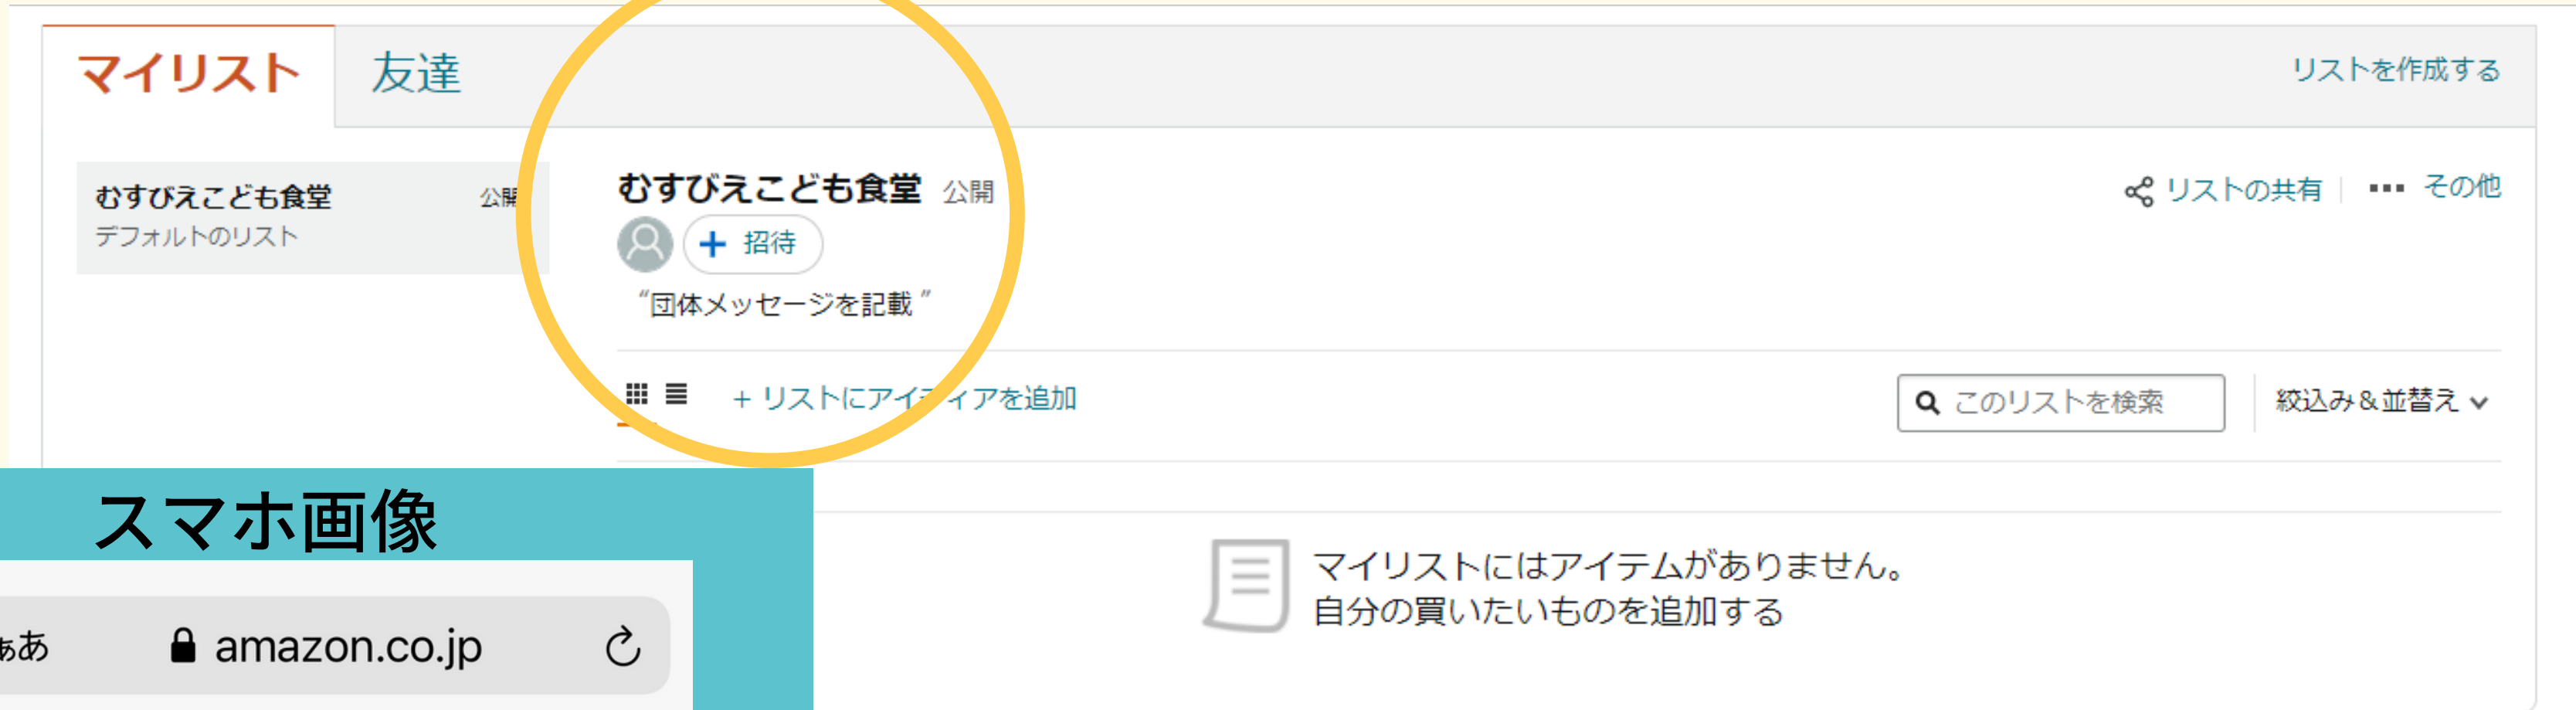 マイリスト 友達 リストを作成する
むすびえこども食堂 公開
デフォルトのリスト
むすびえこども食堂 公開
リストの共有 その他
+ 招待
“団体メッセージを記載”
+ リストにアイディアを追加
このリストを検索 絞込み&並替え
マイリストにはアイテムがありません。
自分の買いたいものを追加する
スマホ画像
ぁあ amazon.co.jp